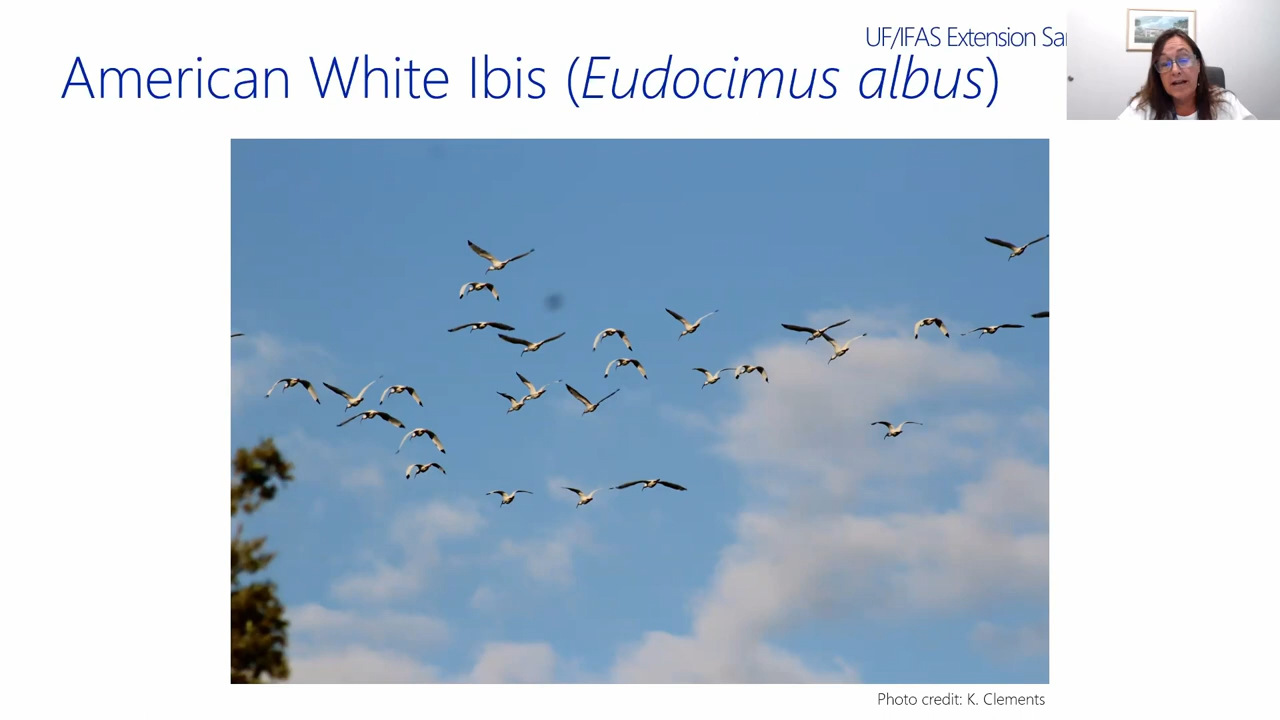 UF/IFAS Extension
American White Ibis (Eudocimus albus)
Photo credit: K. Clements